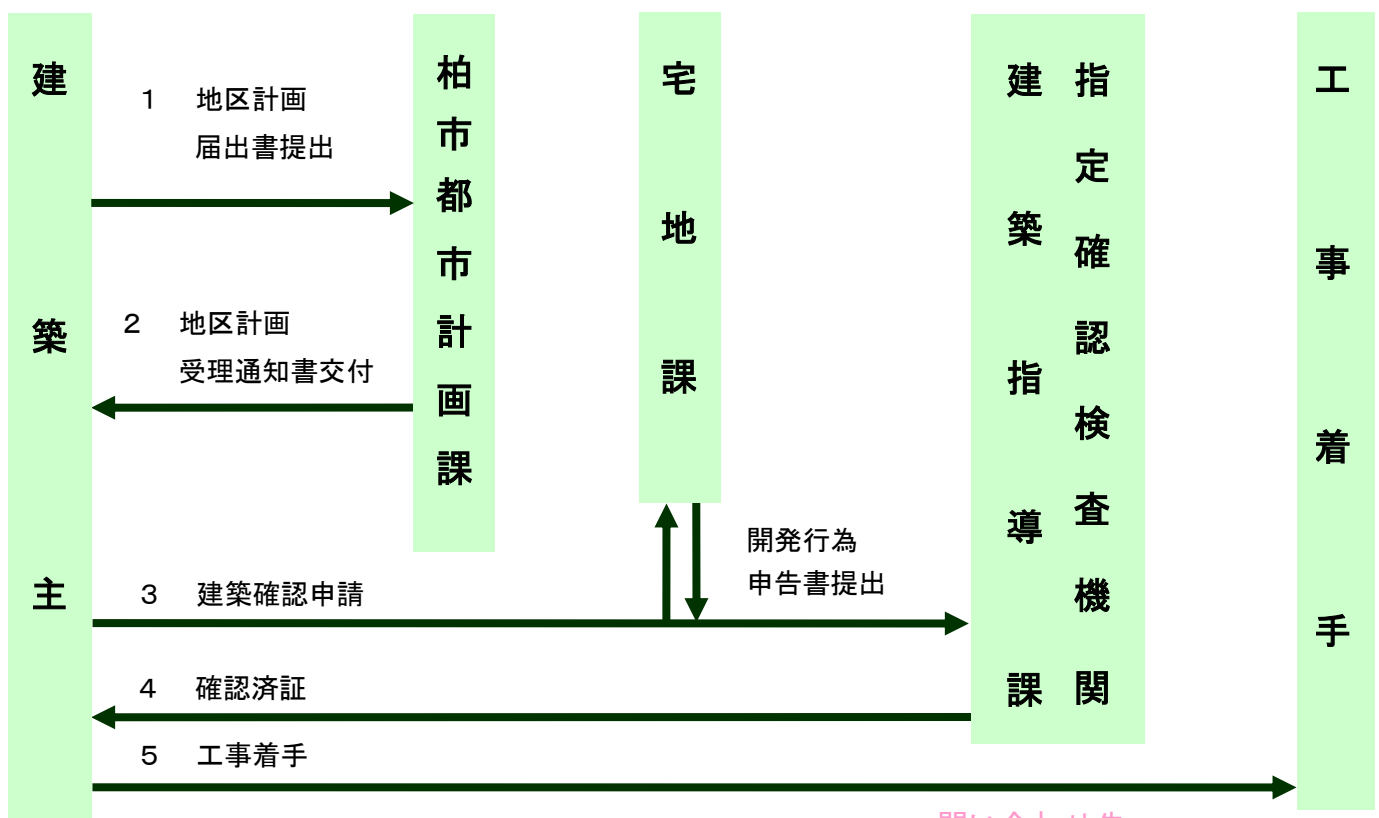 建築主
1 地区計画
届出書提出
2 地区計画
受理通知書交付
柏市都市計画課
宅地課
開発行為
申告書提出
3 建築確認申請
4 確認済証
5 工事着手
指定確認検査機関
建築指導課
工事着手